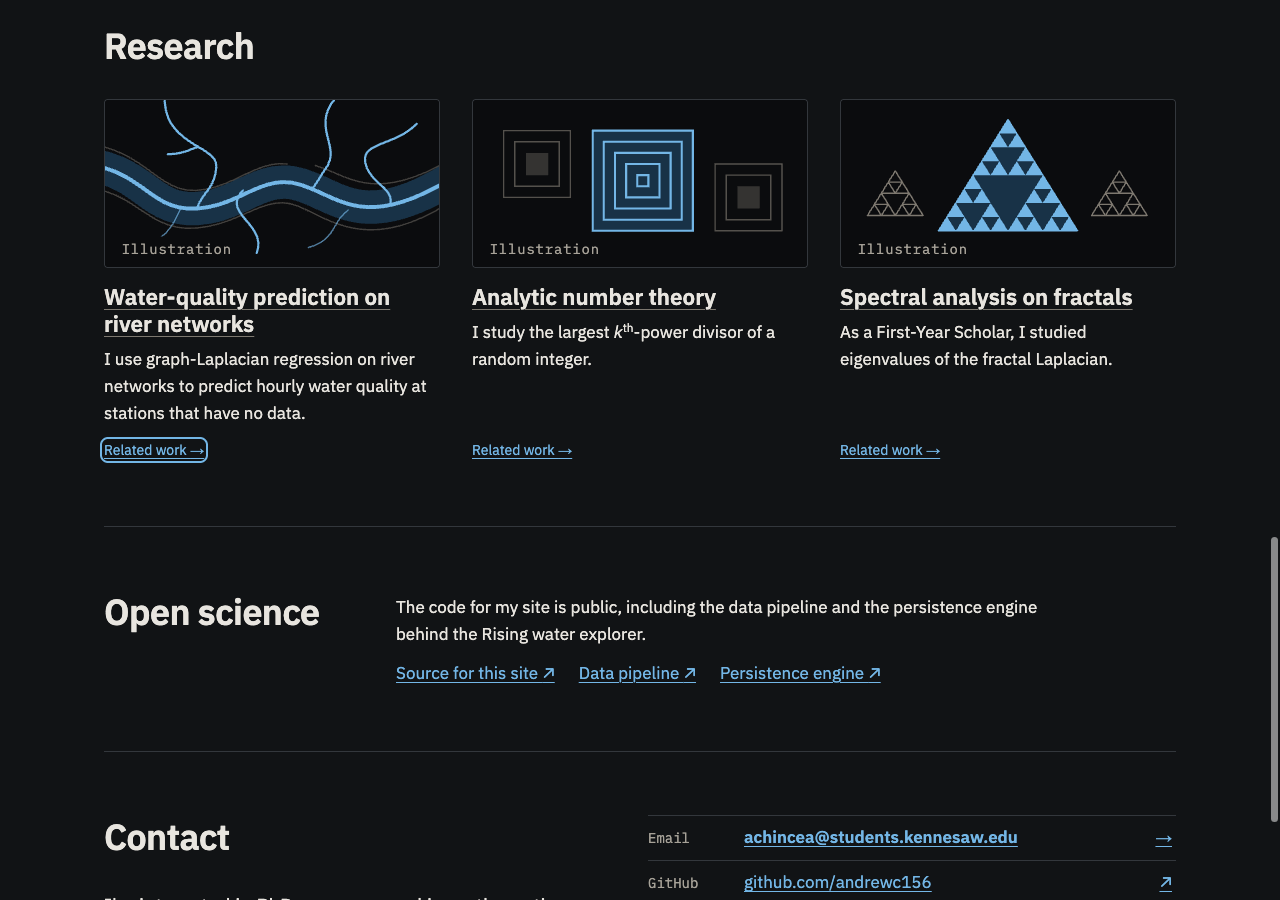 Research
Illustration
Illustration
Illustration
Water-quality prediction on
river networks
I use graph-Laplacian regression on river
networks to predict hourly water quality at
stations that have no data.
Related work →
Analytic number theory
I study the largest kth-power divisor of a
random integer.
Related work →
Spectral analysis on fractals
As a First-Year Scholar, I studied
eigenvalues of the fractal Laplacian.
Related work →
Open science
The code for my site is public, including the data pipeline and the persistence engine
behind the Rising water explorer.
Source for this site ↗ Data pipeline ↗ Persistence engine ↗
Contact
Email achincea@students.kennesaw.edu →
GitHub github.com/andrewc156 ↗